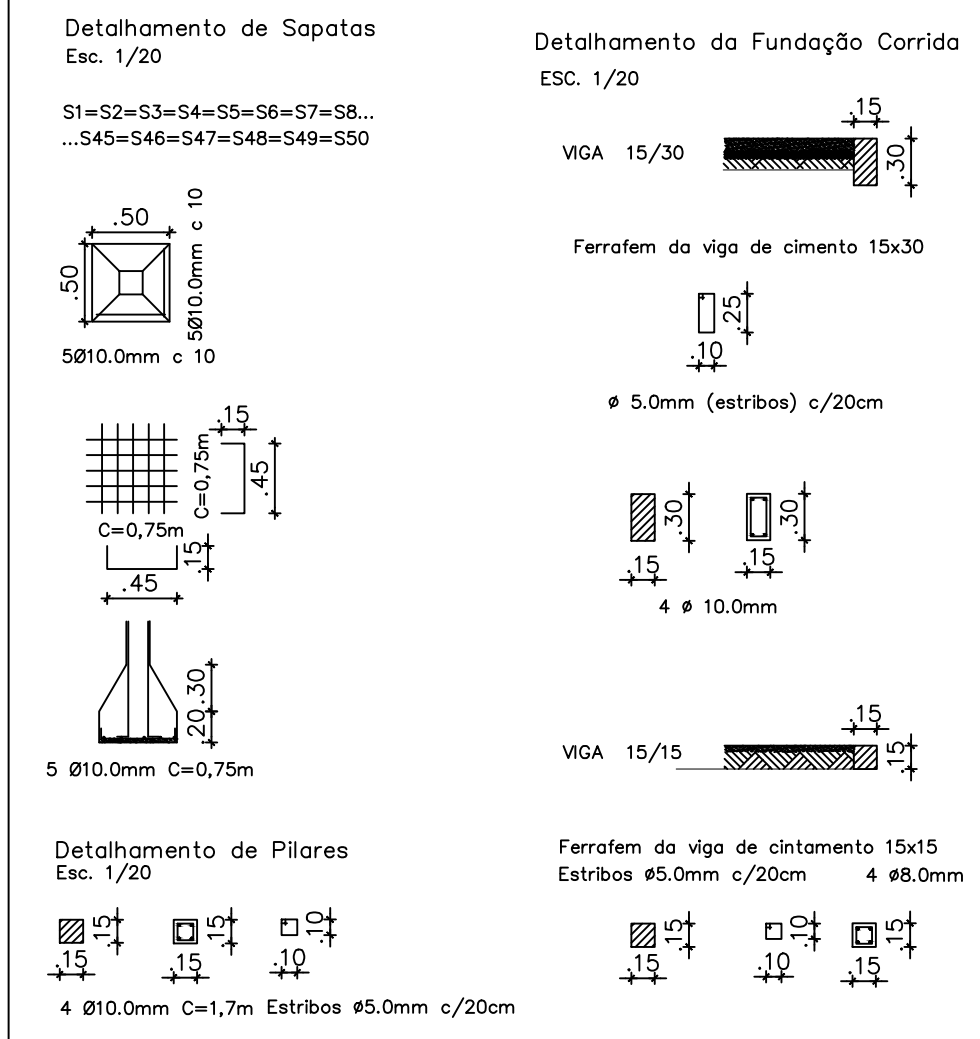 Detalhamento de Sapatas
Esc. 1/20
S1=S2=S3=S4=S5=S6=S7=S8...
...S45=S46=S47=S48=S49=S50
.50
.50
5Ø10.0mm c 10
5Ø10.0mm c 10
.15
C=0,75m
.45
C=0,75m
.15
.45
.30
.20
5 Ø10.0mm C=0,75m
Detalhamento de Pilares
Esc. 1/20
.15
.15
.10
.15
.15
.10
4 Ø10.0mm C=1,7m Estribos ø5.0mm c/20cm
Detalhamento da Fundação Corrida
ESC. 1/20
.15
VIGA 15/30
.30
Ferrafem da viga de cimento 15x30
.25
.10
ø 5.0mm (estribos) c/20cm
.30
.30
.15
.15
4 ø 10.0mm
.15
VIGA 15/15
.15
Ferrafem da viga de cintamento 15x15
Estribos ø5.0mm c/20cm 4 ø8.0mm
.15
.10
.15
.15
.10
.15